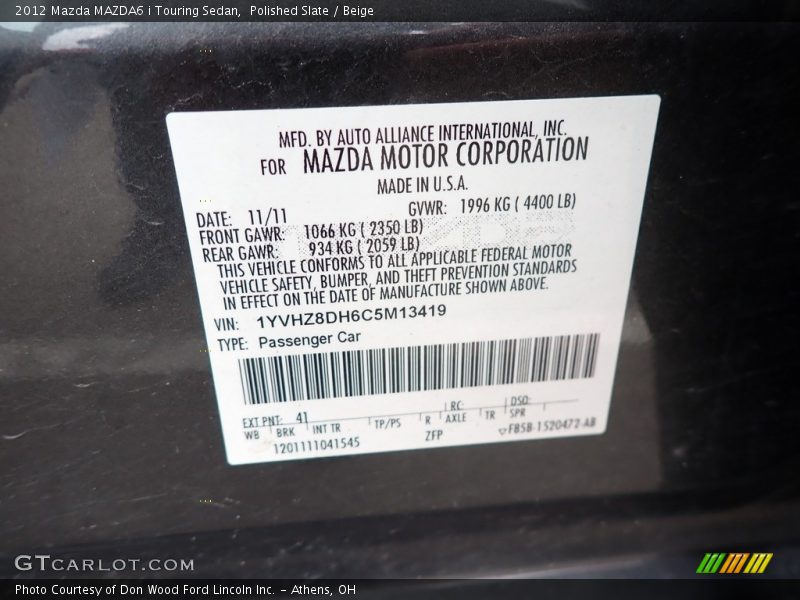 2012 Mazda MAZDA6 i Touring Sedan,  Polished Slate / Beige
MFD. BY AUTO ALLIANCE INTERNATIONAL, INC.
FOR MAZDA MOTOR CORPORATION
MADE IN U.S.A.
DATE: 11/11 GVWR: 1996 KG ( 4400 LB)
FRONT GAWR: 1066 KG ( 2350 LB)
REAR GAWR: 934 KG ( 2059 LB)
THIS VEHICLE CONFORMS TO ALL APPLICABLE FEDERAL MOTOR
VEHICLE SAFETY, BUMPER, AND THEFT PREVENTION STANDARDS
IN EFFECT ON THE DATE OF MANUFACTURE SHOWN ABOVE.
VIN: 1YVHZ8DH6C5M13419
TYPE: Passenger Car
EXT PNT: 41 RC: DSO:
WB BRK INT TR TP/PS R AXLE TR SPR
1201111041545 ZFP F85B-1520472-AB
GTCARLOT.COM
Photo Courtesy of Don Wood Ford Lincoln Inc. – Athens, OH